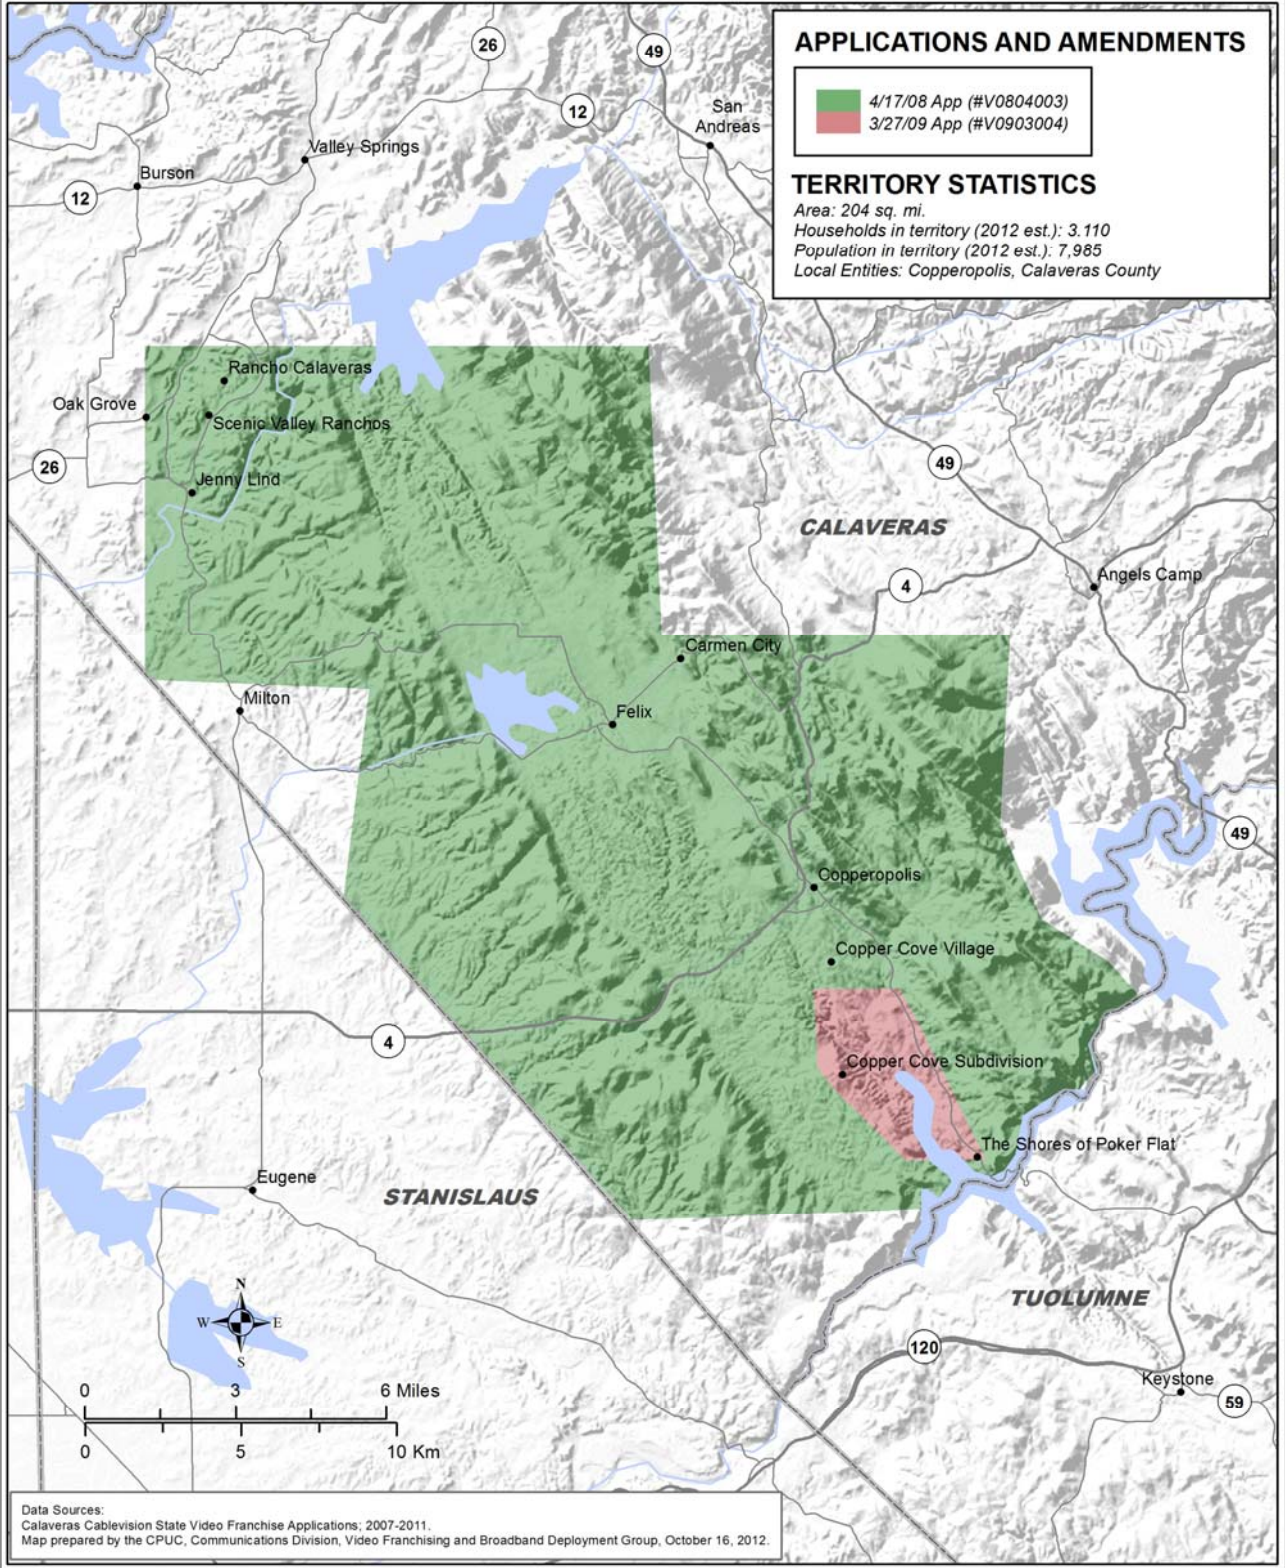 APPLICATIONS AND AMENDMENTS
4/17/08 App (#V0804003)
3/27/09 App (#V0903004)
TERRITORY STATISTICS
Area: 204 sq. mi.
Households in territory (2012 est.): 3.110
Population in territory (2012 est.): 7,985
Local Entities: Copperopolis, Calaveras County
26
49
12
San
Andreas
Valley Springs
Burson
12
Rancho Calaveras
Oak Grove
Scenic Valley Ranchos
26
49
Jenny Lind
CALAVERAS
Angels Camp
4
Carmen City
Milton
Felix
49
Copperopolis
Copper Cove Village
4
Copper Cove Subdivision
The Shores of Poker Flat
Eugene
STANISLAUS
N
W
E
S
TUOLUMNE
120
Keystone
59
0 3 6 Miles
0 5 10 Km
Data Sources:
Calaveras Cablevision State Video Franchise Applications; 2007-2011.
Map prepared by the CPUC, Communications Division, Video Franchising and Broadband Deployment Group, October 16, 2012.